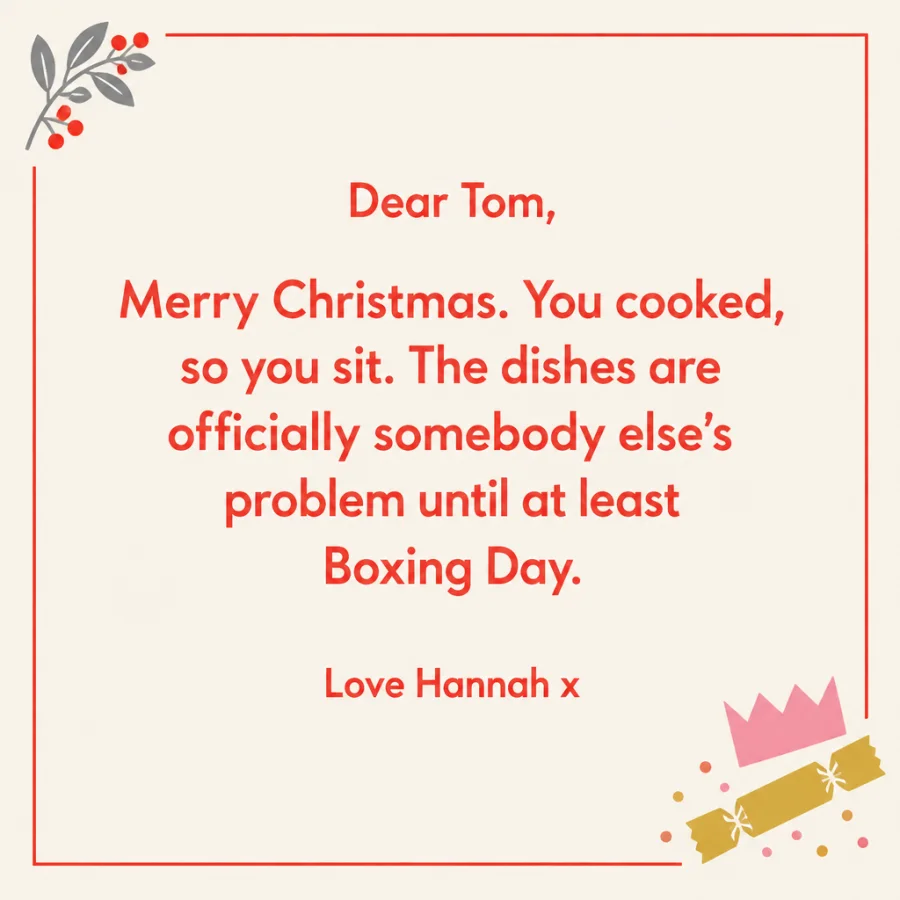 Dear Tom,
Merry Christmas. You cooked,
so you sit. The dishes are
officially somebody else’s
problem until at least
Boxing Day.
Love Hannah x